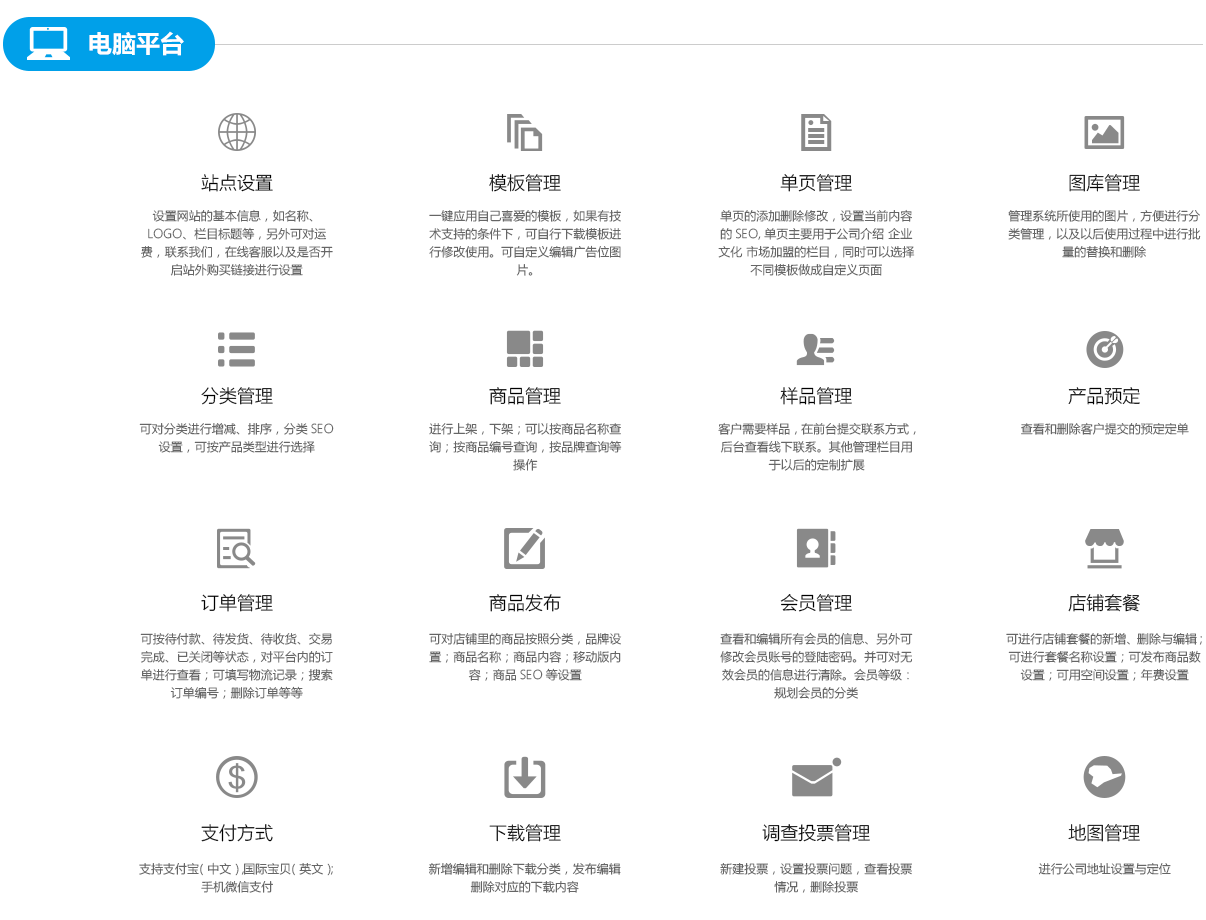 电脑平台
站点设置
设置网站的基本信息，如名称、
LOGO、栏目标题等，另外可对运
费，联系我们，在线客服以及是否开
启站外购买链接进行设置
模板管理
一键应用自己喜爱的模板，如果有技
术支持的条件下，可自行下载模板进
行修改使用。可自定义编辑广告位图
片。
单页管理
单页的添加删除修改，设置当前内容
的 SEO, 单页主要用于公司介绍 企业
文化 市场加盟的栏目，同时可以选择
不同模板做成自定义页面
图库管理
管理系统所使用的图片，方便进行分
类管理，以及以后使用过程中进行批
量的替换和删除
分类管理
可对分类进行增减、排序，分类 SEO
设置，可按产品类型进行选择
商品管理
进行上架，下架；可以按商品名称查
询；按商品编号查询，按品牌查询等
操作
样品管理
客户需要样品，在前台提交联系方式，
后台查看线下联系。其他管理栏目用
于以后的定制扩展
产品预定
查看和删除客户提交的预定定单
订单管理
可按待付款、待发货、待收货、交易
完成、已关闭等状态，对平台内的订
单进行查看；可填写物流记录；搜索
订单编号；删除订单等等
商品发布
可对店铺里的商品按照分类，品牌设
置；商品名称；商品内容；移动版内
容；商品 SEO 等设置
会员管理
查看和编辑所有会员的信息、另外可
修改会员账号的登陆密码。并可对无
效会员的信息进行清除。会员等级：
规划会员的分类
店铺套餐
可进行店铺套餐的新增、删除与编辑；
可进行套餐名称设置；可发布商品数
设置；可用空间设置；年费设置
支付方式
支持支付宝( 中文 ),国际宝贝( 英文 );
手机微信支付
下载管理
新增编辑和删除下载分类，发布编辑
删除对应的下载内容
调查投票管理
新建投票，设置投票问题，查看投票
情况，删除投票
地图管理
进行公司地址设置与定位